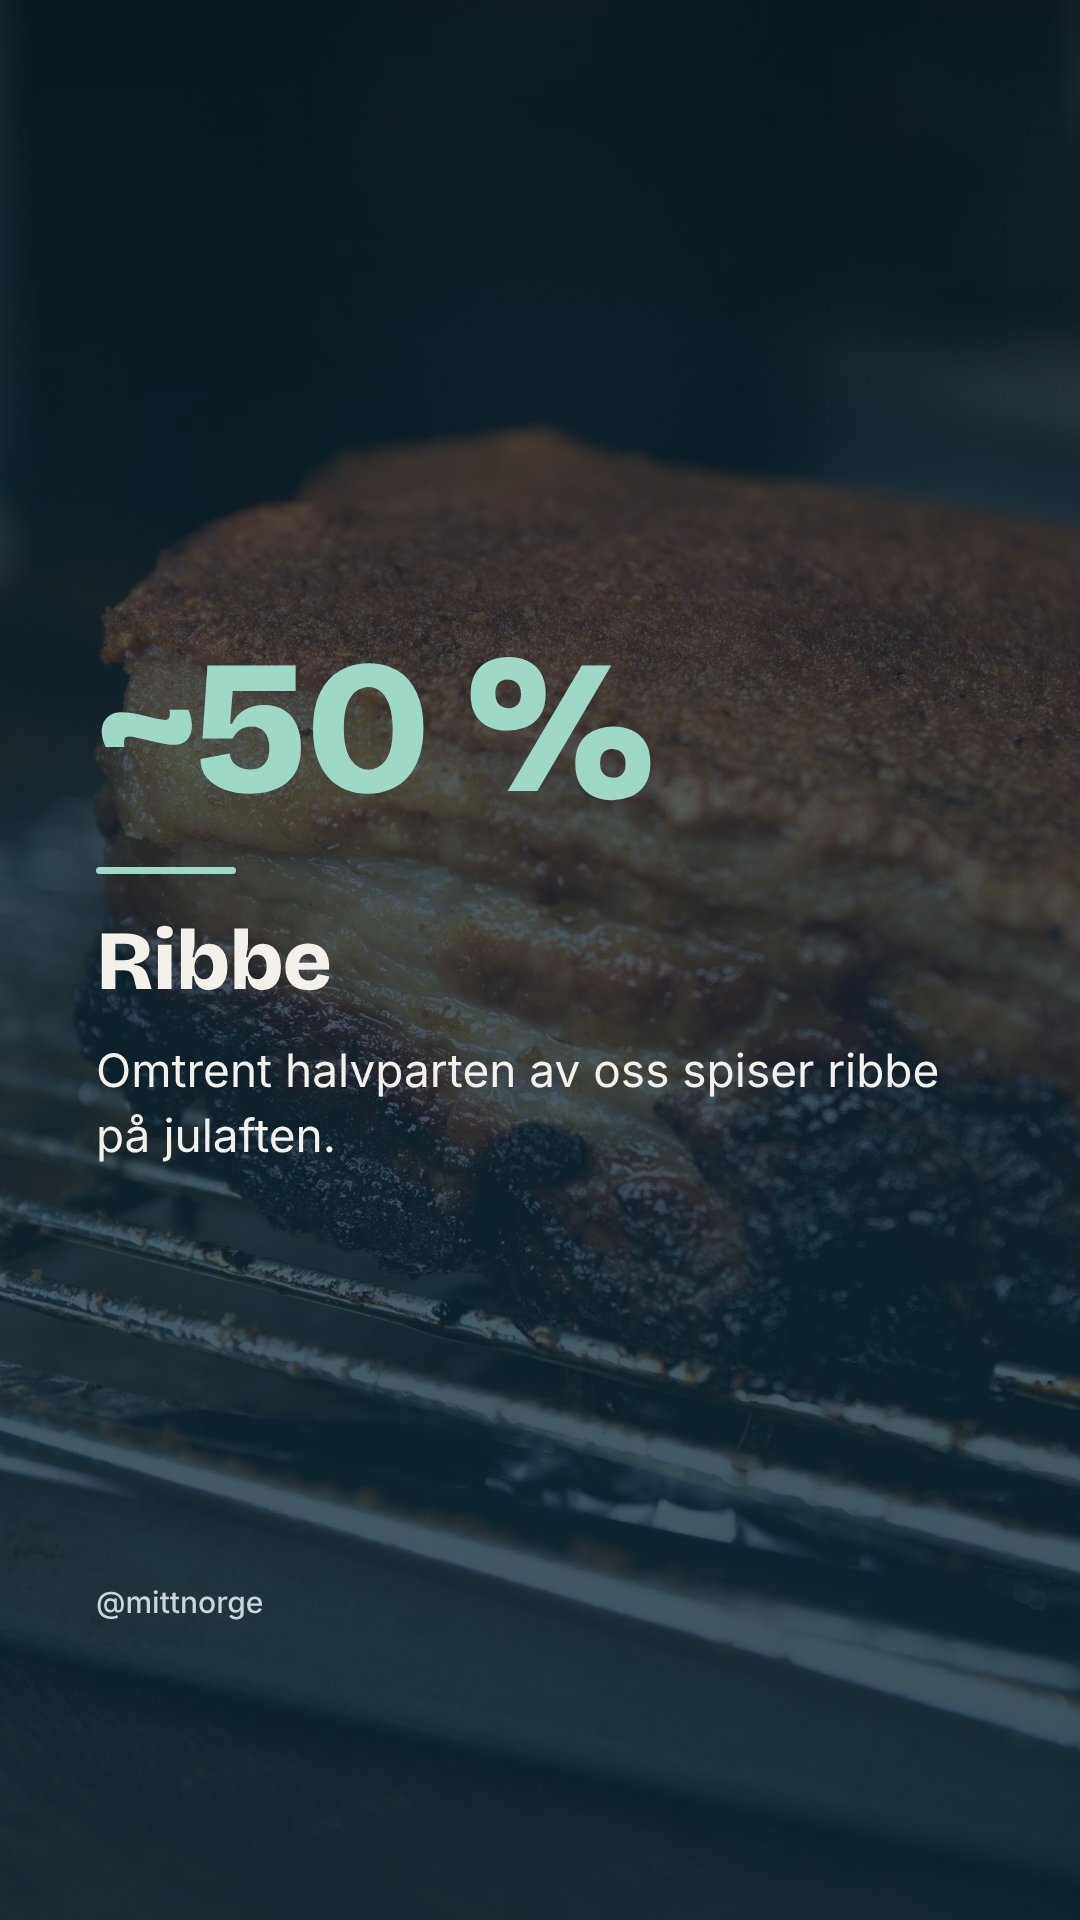 ~50 %
Ribbe
Omtrent halvparten av oss spiser ribbe
på julaften.
@mittnorge